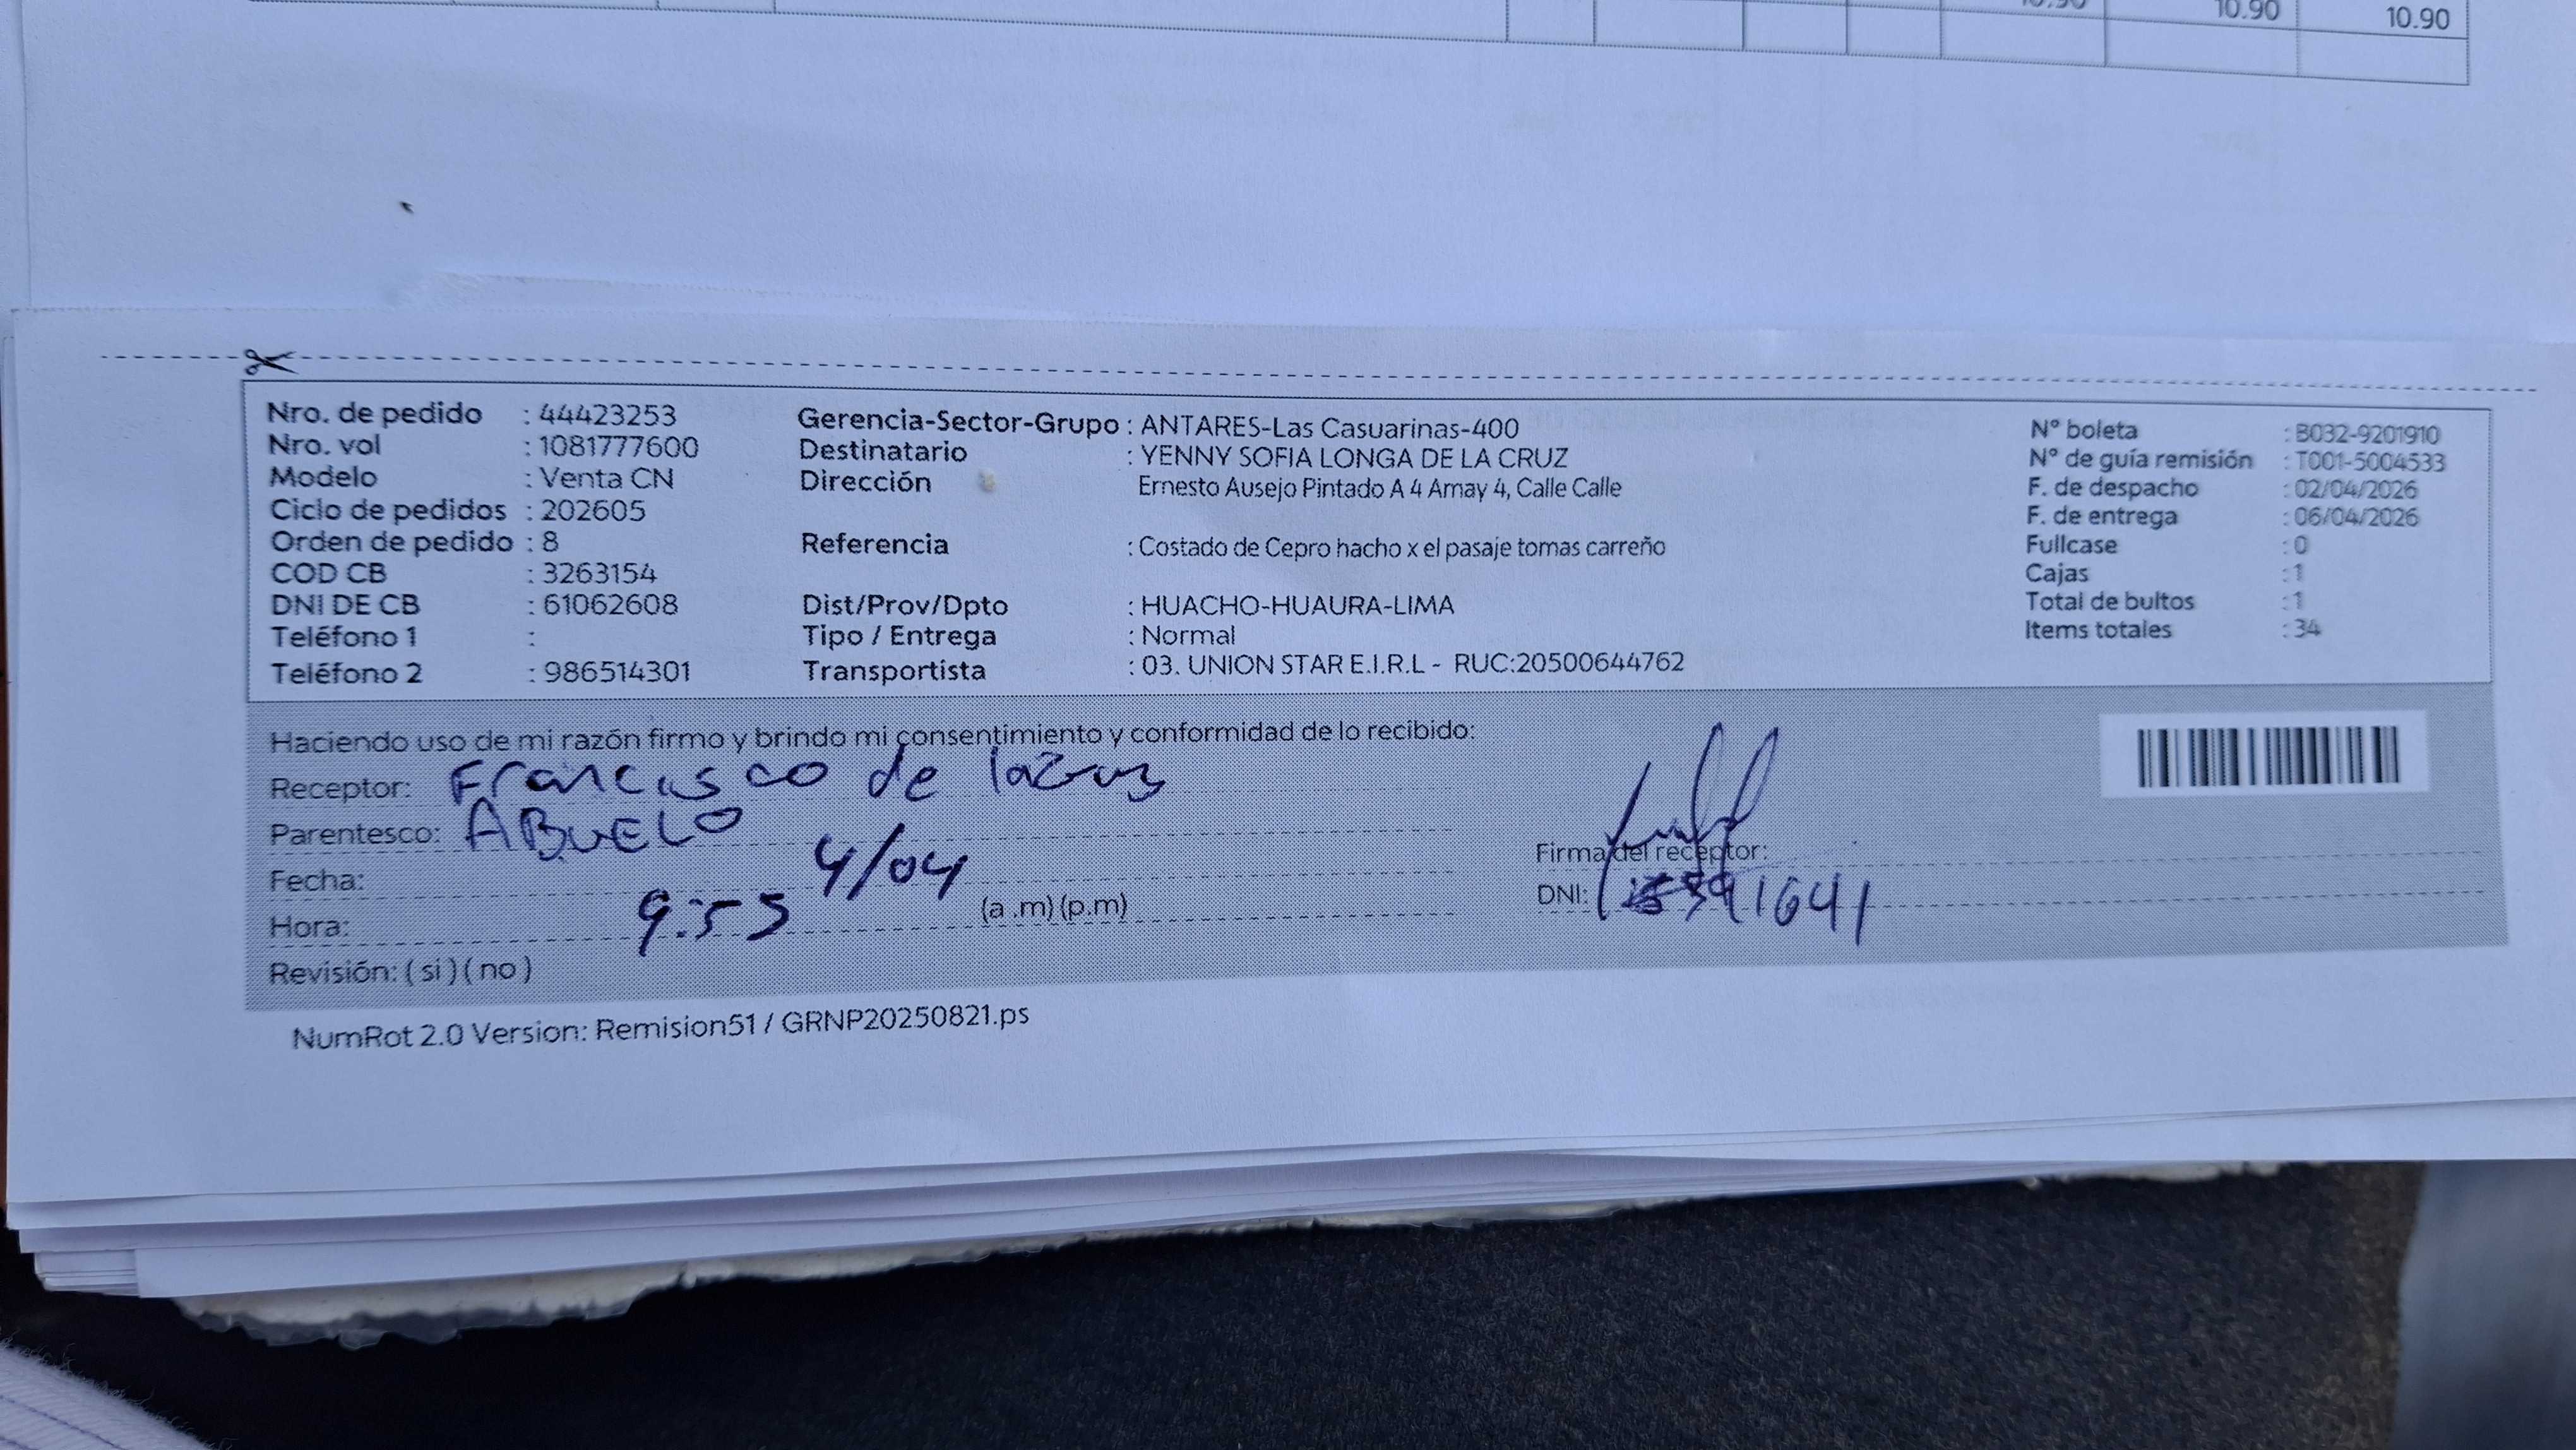 10.90 10.90 10.90
Nro. de pedido : 44423253
Nro. vol : 1081777600
Modelo : Venta CN
Ciclo de pedidos : 202605
Orden de pedido : 8
COD CB : 3263154
DNI DE CB : 61062608
Teléfono 1 :
Teléfono 2 : 986514301
Gerencia-Sector-Grupo : ANTARES-Las Casuarinas-400
Destinatario : YENNY SOFIA LONGA DE LA CRUZ
Dirección Ernesto Ausejo Pintado A 4 Amay 4, Calle Calle
Referencia : Costado de Cepro hacho x el pasaje tomas carreño
Dist/Prov/Dpto : HUACHO-HUAURA-LIMA
Tipo / Entrega : Normal
Transportista : 03. UNION STAR E.I.R.L - RUC:20500644762
N° boleta : B032-9201910
N° de guía remisión : T001-5004533
F. de despacho : 02/04/2026
F. de entrega : 06/04/2026
Fullcase : 0
Cajas : 1
Total de bultos : 1
Items totales : 34
Haciendo uso de mi razón firmo y brindo mi consentimiento y conformidad de lo recibido:
Receptor: Francisco de
Parentesco: ABUELO
Fecha: 4/04
Hora: 9:55 (a .m) (p.m)
Revisión: ( si ) ( no )
Firma del receptor:
DNI:
NumRot 2.0 Version: Remision51 / GRNP20250821.ps